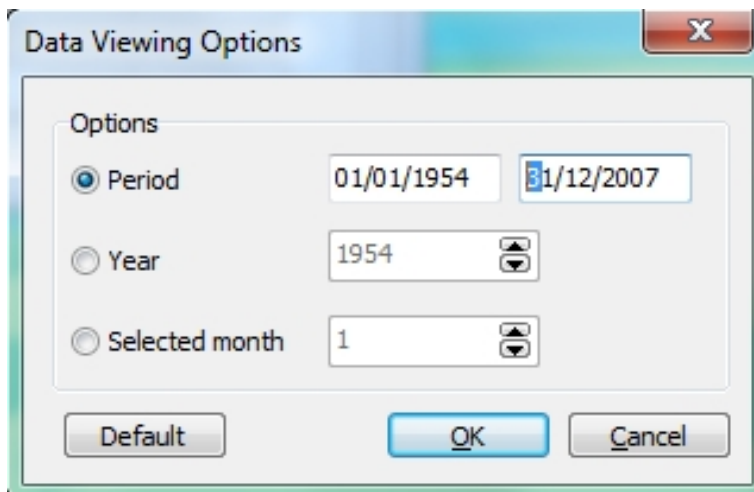 Data Viewing Options
Options
Period 01/01/1954 31/12/2007
Year 1954
Selected month 1
Default OK Cancel